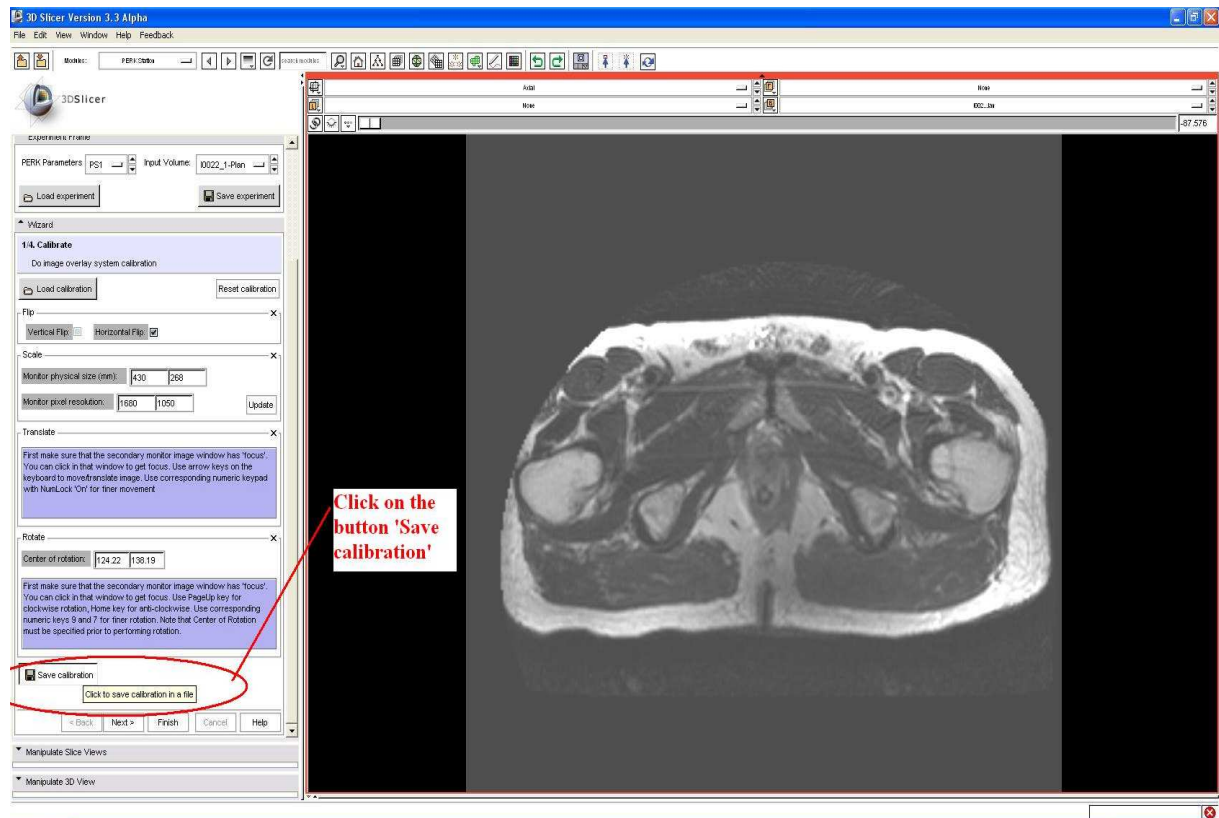 3D Slicer Version 3.3 Alpha
File Edit View Window Help Feedback
Modules: PERK Station search modules
3DSlicer
Axial None
None I002...lan
-87.576
Experiment Frame
PERK Parameters PS1 Input Volume: I0022_1-Plan
Load experiment Save experiment
Wizard
1/4. Calibrate
Do image overlay system calibration
Load calibration Reset calibration
Flip X
Vertical Flip: Horizontal Flip:
Scale X
Monitor physical size (mm): 430 268
Monitor pixel resolution: 1680 1050 Update
Translate X
First make sure that the secondary monitor image window has 'focus'.
You can click in that window to get focus. Use arrow keys on the
keyboard to move/translate image. Use corresponding numeric keypad
with NumLock 'On' for finer movement
Rotate X
Center of rotation: 124.22 138.19
First make sure that the secondary monitor image window has 'focus'.
You can click in that window to get focus. Use PageUp key for
clockwise rotation, Home key for anti-clockwise. Use corresponding
numeric keys 9 and 7 for finer rotation. Note that Center of Rotation
must be specified prior to performing rotation.
Save calibration
Click to save calibration in a file
< Back Next > Finish Cancel Help
Manipulate Slice Views
Manipulate 3D View
Click on the
button 'Save
calibration'